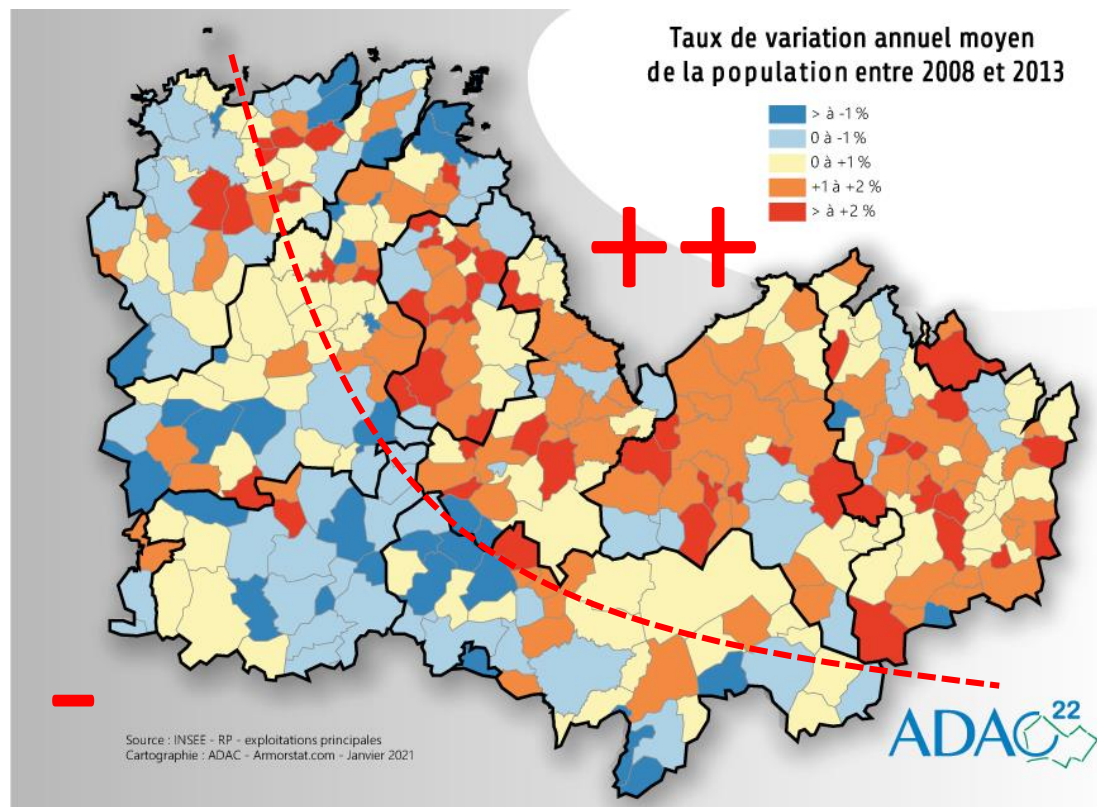 Taux de variation annuel moyen
de la population entre 2008 et 2013
> à -1 %
0 à -1%
0 à +1%
+1 à +2 %
> à +2 %
++
-
Source : INSEE - RP - exploitations principales
Cartographie : ADAC - Armorstat.com - Janvier 2021
ADAC 22